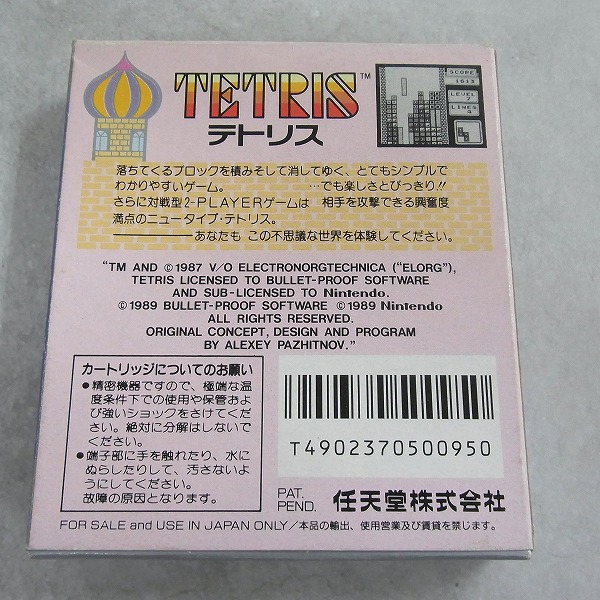 TETRIS™
テトリス
SCORE
1613
LEVEL
7
LINES
4
落ちてくるブロックを積みそして消してゆく、とてもシンプルで
わかりやすいゲーム。 …でも楽しさとびっきり!!
さらに対戦型2-PLAYERゲームは 相手を攻撃できる興奮度
満点のニュータイプ・テトリス。
――――あなたも この不思議な世界を体験してください。
"TM AND ©1987 V/O ELECTRONORGTECHNICA ("ELORG"),
TETRIS LICENSED TO BULLET-PROOF SOFTWARE
AND SUB-LICENSED TO Nintendo.
©1989 BULLET-PROOF SOFTWARE ©1989 Nintendo
ALL RIGHTS RESERVED.
ORIGINAL CONCEPT, DESIGN AND PROGRAM
BY ALEXEY PAZHITNOV."
カートリッジについてのお願い
●精密機器ですので、極端な温
度条件下での使用や保管およ
び強いショックをさけてくだ
さい。絶対に分解はしないで
ください。
●端子部に手を触れたり、水に
ぬらしたりして、汚さないよ
うにしてください。
故障の原因となります。
T4902370500950
PAT.
PEND.
任天堂株式会社
FOR SALE and USE IN JAPAN ONLY/本品の輸出、使用営業及び賃貸を禁じます。